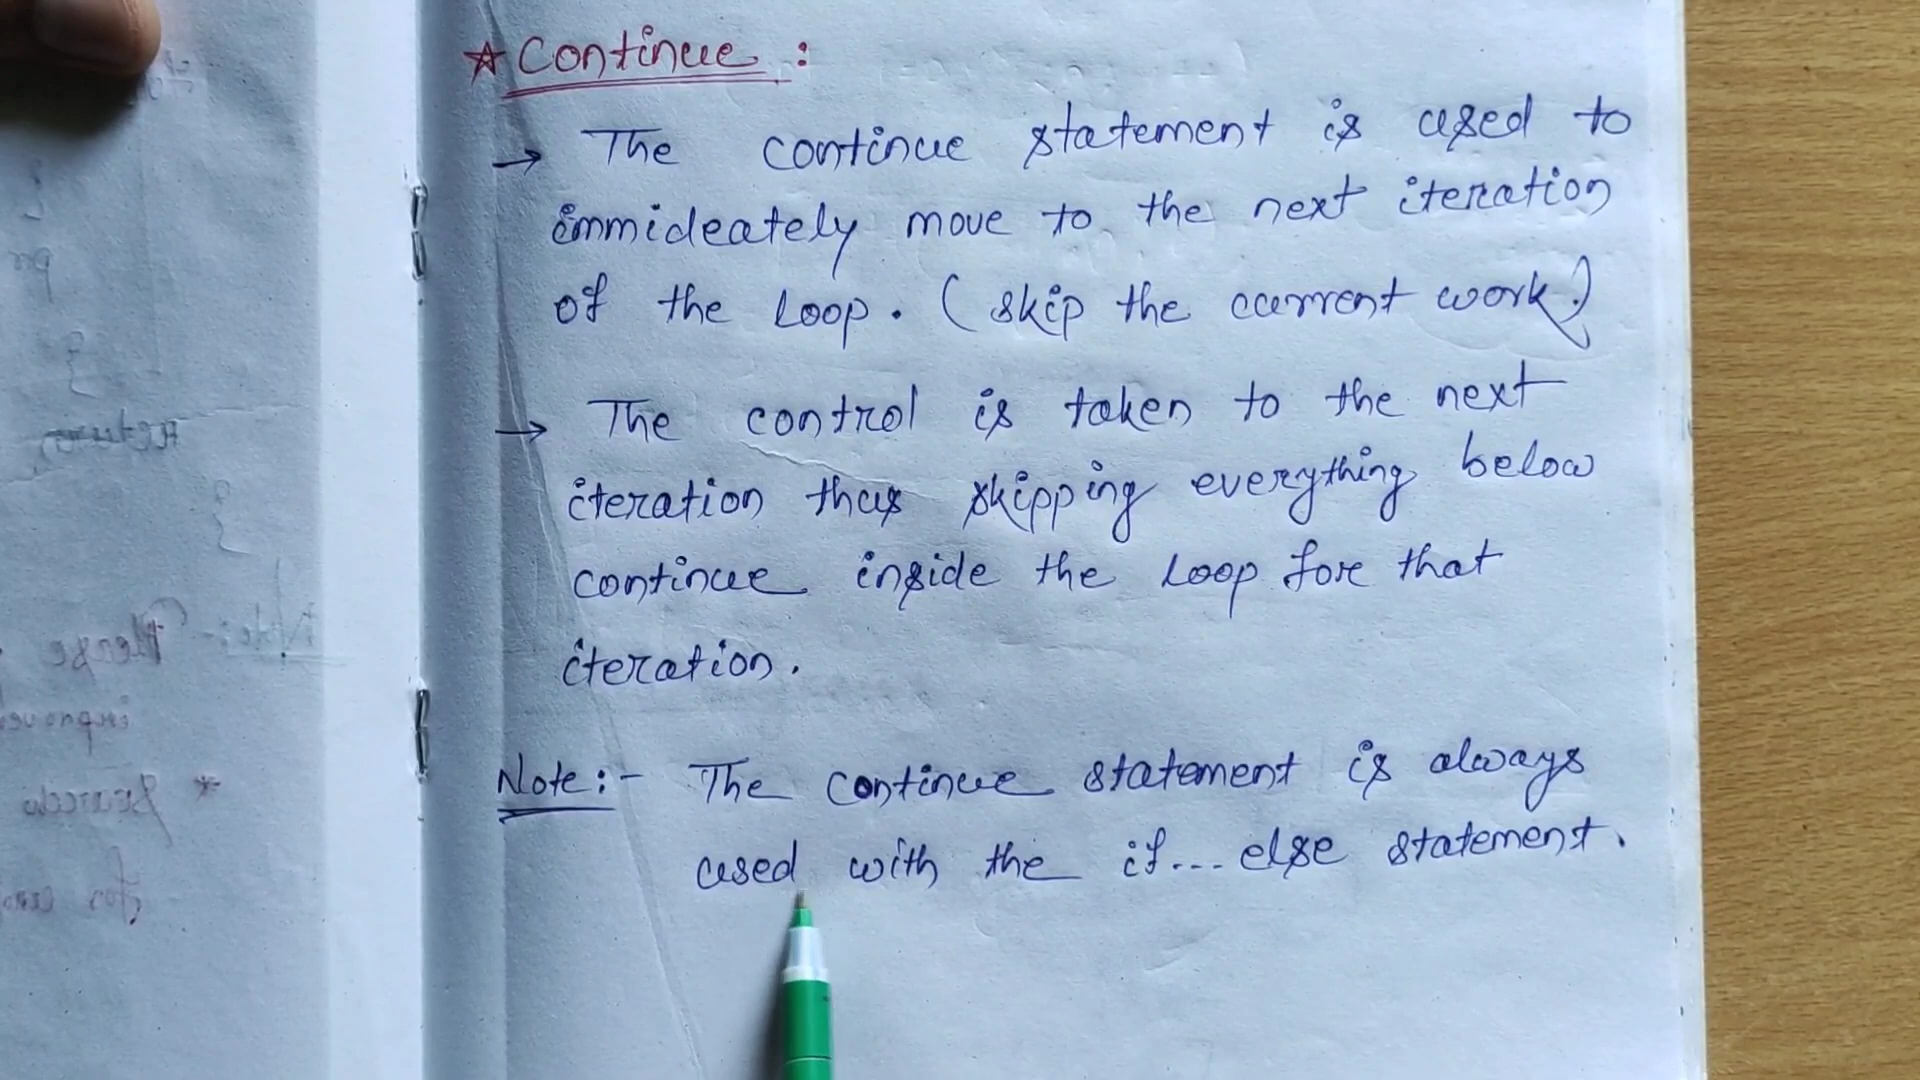 ☆ Continue :
→ The continue statement is used to
immideately move to the next iteration
of the Loop. (skip the current work)
→ The control is taken to the next
iteration thus skipping everything below
continue inside the Loop fore that
iteration.
Note:- The continue statement is always
used with the if... else statement.